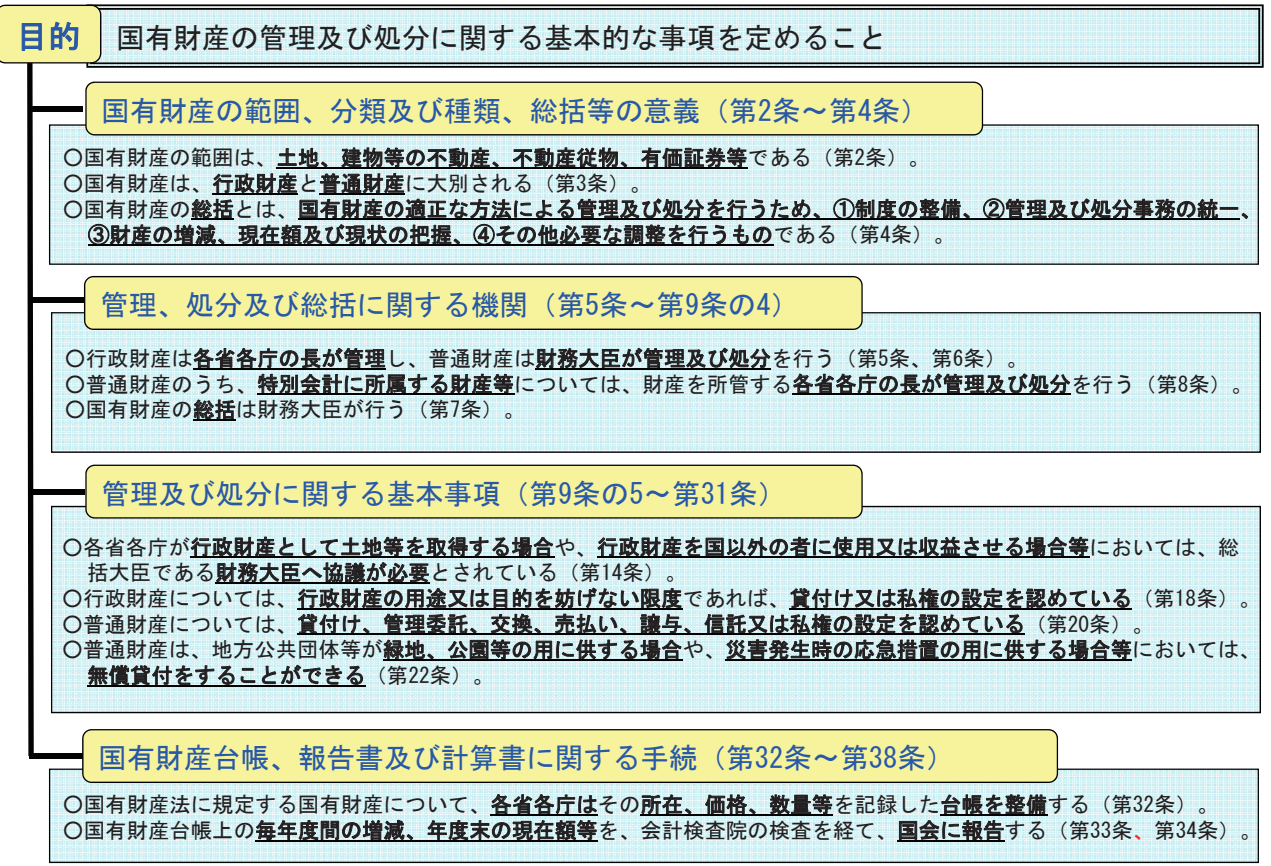 目的
国有財産の管理及び処分に関する基本的な事項を定めること
国有財産の範囲、分類及び種類、総括等の意義（第2条～第4条）
○国有財産の範囲は、土地、建物等の不動産、不動産従物、有価証券等である（第2条）。
○国有財産は、行政財産と普通財産に大別される（第3条）。
○国有財産の総括とは、国有財産の適正な方法による管理及び処分を行うため、①制度の整備、②管理及び処分事務の統一、
③財産の増減、現在額及び現状の把握、④その他必要な調整を行うものである（第4条）。
管理、処分及び総括に関する機関（第5条～第9条の4）
○行政財産は各省各庁の長が管理し、普通財産は財務大臣が管理及び処分を行う（第5条、第6条）。
○普通財産のうち、特別会計に所属する財産等については、財産を所管する各省各庁の長が管理及び処分を行う（第8条）。
○国有財産の総括は財務大臣が行う（第7条）。
管理及び処分に関する基本事項（第9条の5～第31条）
○各省各庁が行政財産として土地等を取得する場合や、行政財産を国以外の者に使用又は収益させる場合等においては、総
括大臣である財務大臣へ協議が必要とされている（第14条）。
○行政財産については、行政財産の用途又は目的を妨げない限度であれば、貸付け又は私権の設定を認めている（第18条）。
○普通財産については、貸付け、管理委託、交換、売払い、譲与、信託又は私権の設定を認めている（第20条）。
○普通財産は、地方公共団体等が緑地、公園等の用に供する場合や、災害発生時の応急措置の用に供する場合等においては、
無償貸付をすることができる（第22条）。
国有財産台帳、報告書及び計算書に関する手続（第32条～第38条）
○国有財産法に規定する国有財産について、各省各庁はその所在、価格、数量等を記録した台帳を整備する（第32条）。
○国有財産台帳上の毎年度間の増減、年度末の現在額等を、会計検査院の検査を経て、国会に報告する（第33条、第34条）。